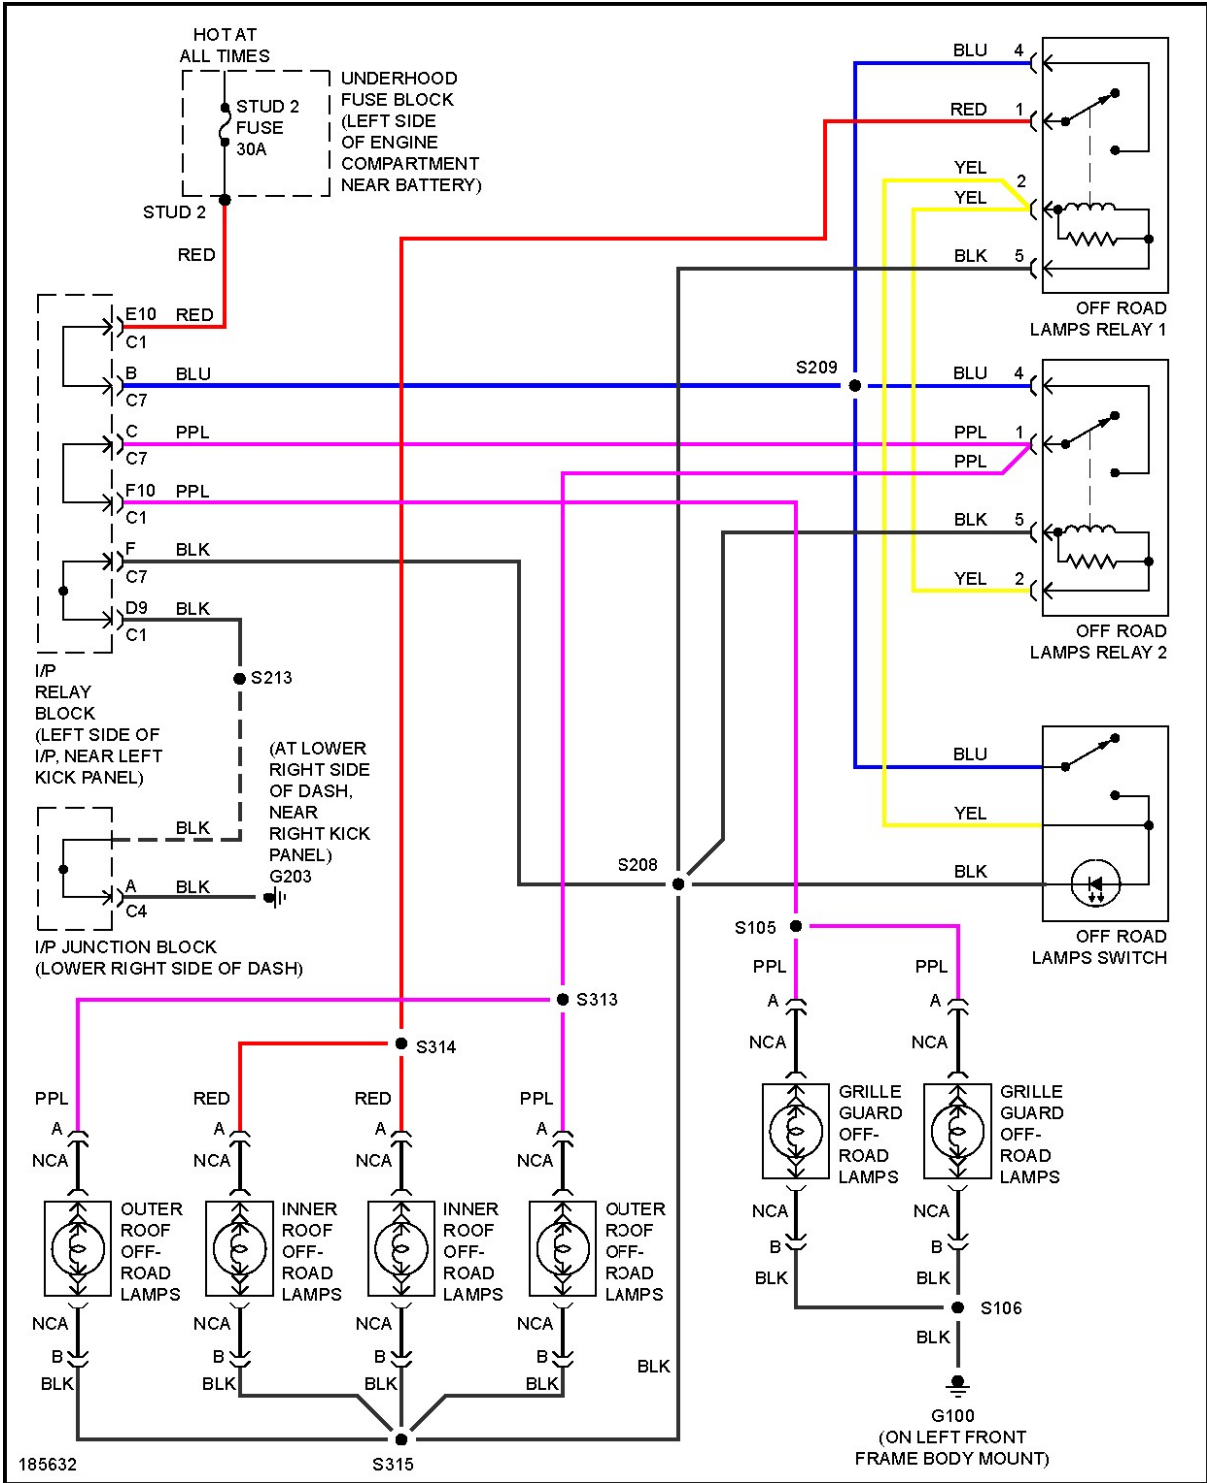 HOT AT
ALL TIMES
STUD 2
FUSE
30A
UNDERHOOD
FUSE BLOCK
(LEFT SIDE
OF ENGINE
COMPARTMENT
NEAR BATTERY)
STUD 2
RED
E10 RED
C1
B BLU
C7
C PPL
C7
F10 PPL
C1
F BLK
C7
D9 BLK
C1
I/P
RELAY
BLOCK
(LEFT SIDE OF
I/P, NEAR LEFT
KICK PANEL)
S213
(AT LOWER
RIGHT SIDE
OF DASH,
NEAR
RIGHT KICK
PANEL)
G203
BLK
A BLK
C4
I/P JUNCTION BLOCK
(LOWER RIGHT SIDE OF DASH)
BLU 4
RED 1
YEL 2
YEL
BLK 5
OFF ROAD
LAMPS RELAY 1
S209
BLU 4
PPL 1
PPL
BLK 5
YEL 2
OFF ROAD
LAMPS RELAY 2
BLU
YEL
BLK
OFF ROAD
LAMPS SWITCH
S208
S105
PPL PPL
A A
NCA NCA
GRILLE
GUARD
OFF-
ROAD
LAMPS
GRILLE
GUARD
OFF-
ROAD
LAMPS
NCA NCA
B B
BLK BLK
S106
BLK
G100
(ON LEFT FRONT
FRAME BODY MOUNT)
S313
S314
PPL RED RED PPL
A A A A
NCA NCA NCA NCA
OUTER
ROOF
OFF-
ROAD
LAMPS
INNER
ROOF
OFF-
ROAD
LAMPS
INNER
ROOF
OFF-
ROAD
LAMPS
OUTER
ROOF
OFF-
ROAD
LAMPS
NCA NCA NCA NCA
B B B B
BLK BLK BLK BLK
BLK
S315
185632